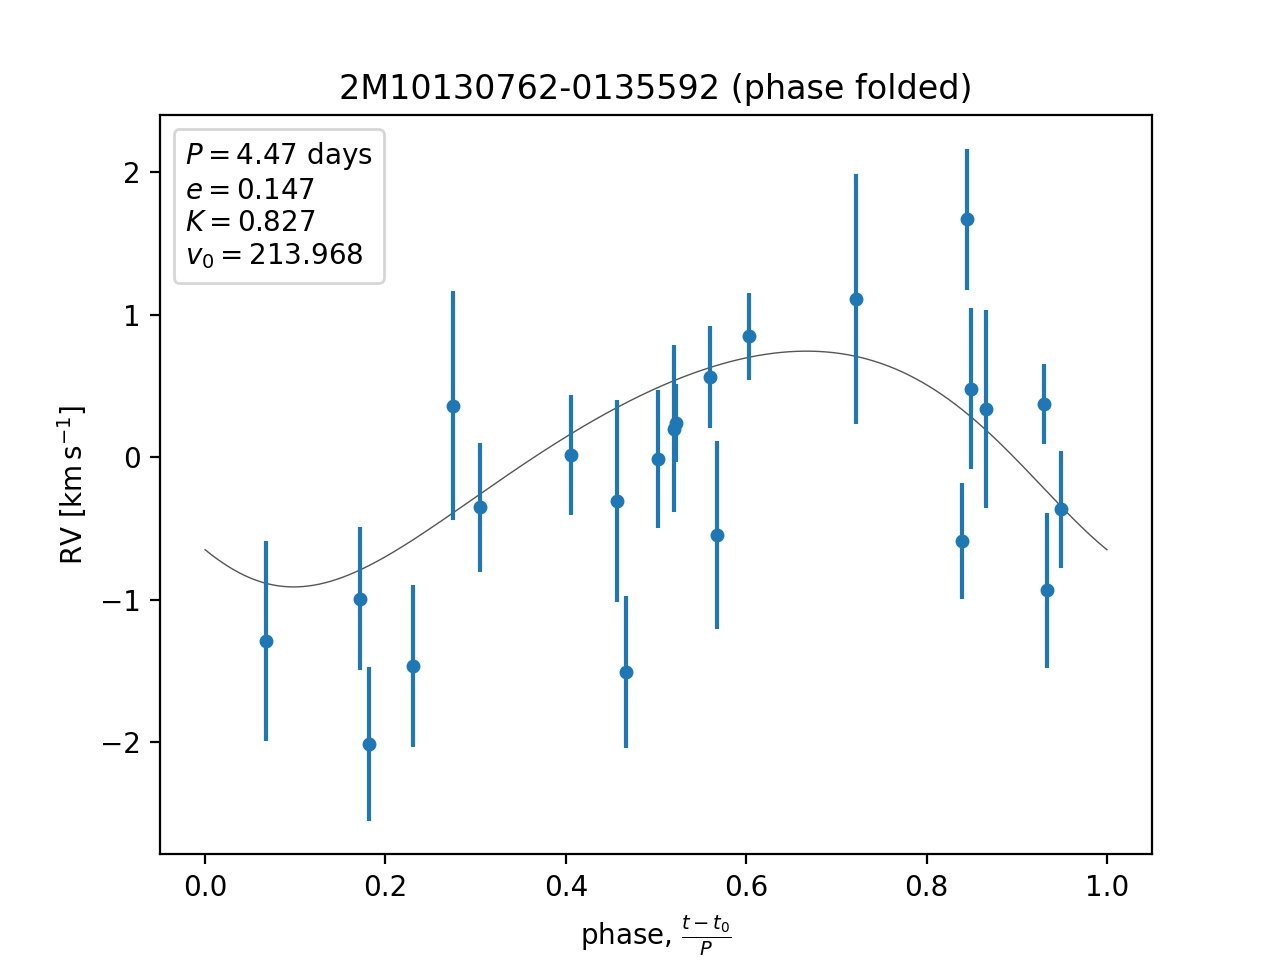 2M10130762-0135592 (phase folded)
P = 4.47 days
e = 0.147
K = 0.827
v₀ = 213.968
2
1
0
−1
−2
RV [km s⁻¹]
0.0 0.2 0.4 0.6 0.8 1.0
phase, (t − t₀)/P